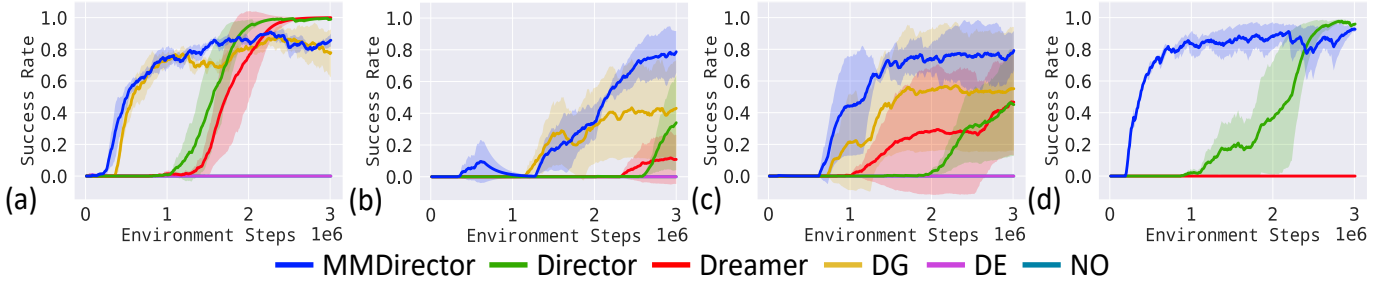 1.0
0.8
0.6
0.4
0.2
0.0
Success Rate
0 1 2 3
Environment Steps 1e6
(a)
1.0
0.8
0.6
0.4
0.2
0.0
Success Rate
0 1 2 3
Environment Steps 1e6
(b)
1.0
0.8
0.6
0.4
0.2
0.0
Success Rate
0 1 2 3
Environment Steps 1e6
(c)
1.0
0.8
0.6
0.4
0.2
0.0
Success Rate
0 1 2 3
Environment Steps 1e6
(d)
MMDirector Director Dreamer DG DE NO